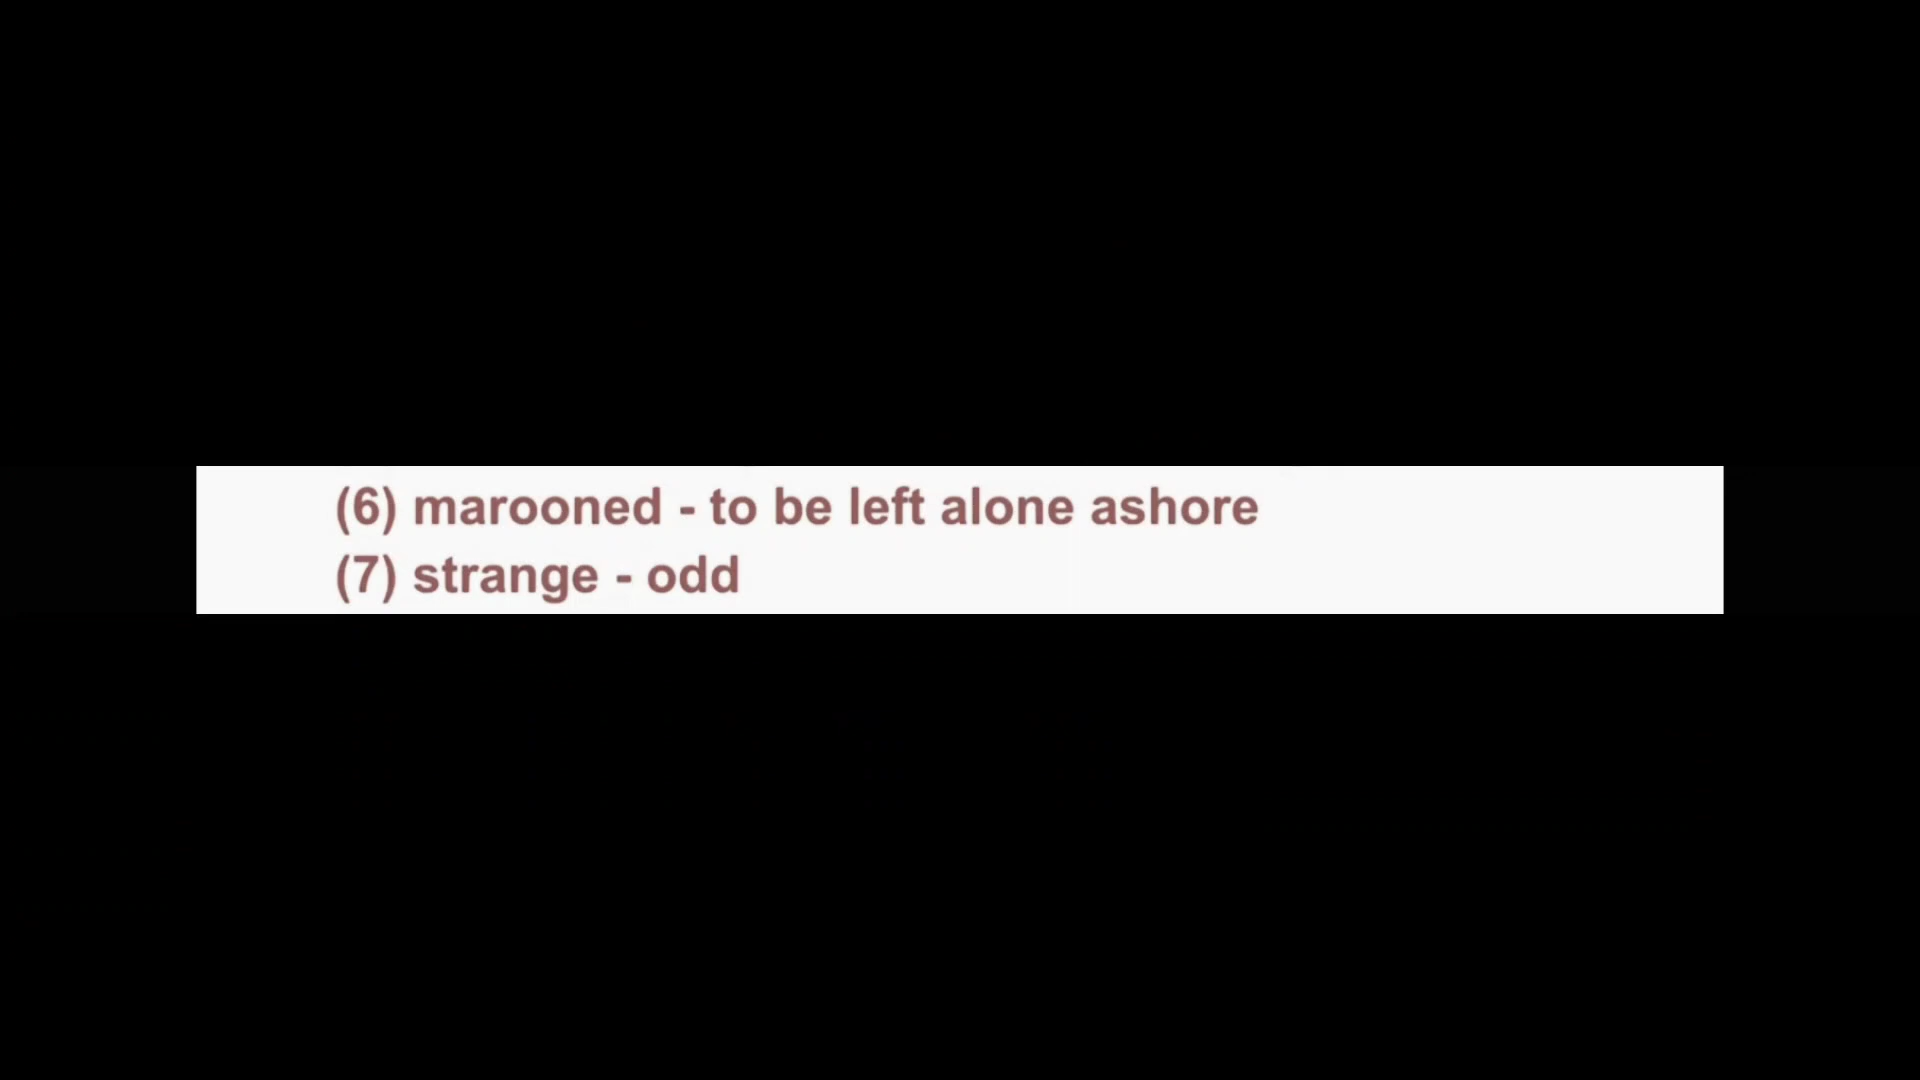 (6) marooned - to be left alone ashore
(7) strange - odd